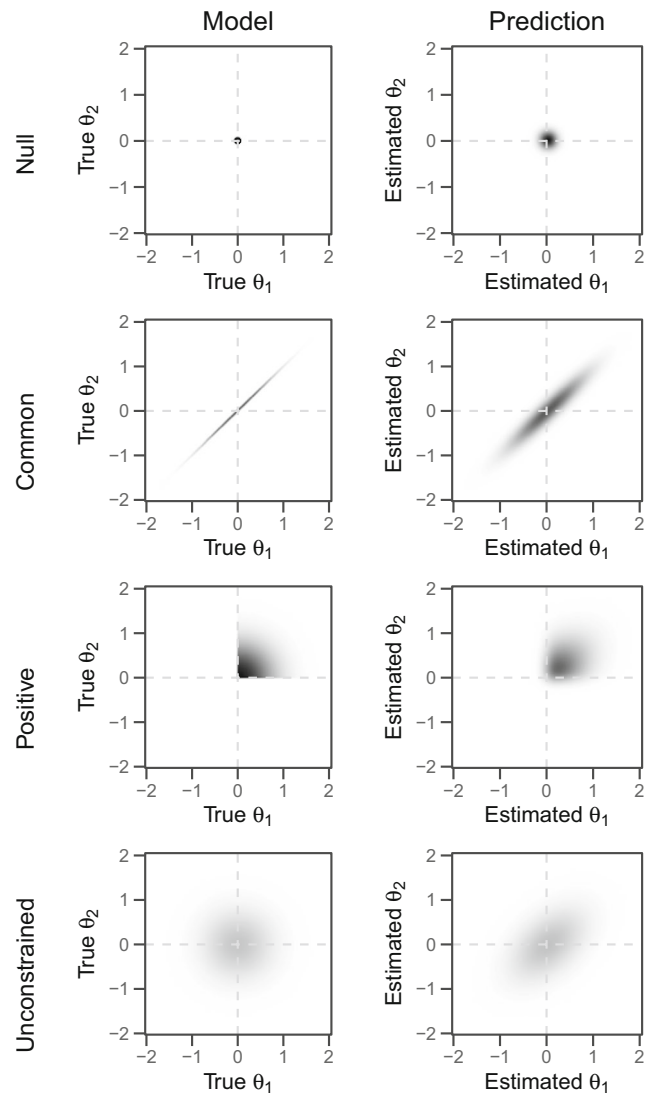 Model
Prediction
Null
True θ₂
2
1
0
−1
−2
−2 −1 0 1 2
True θ₁
Estimated θ₂
2
1
0
−1
−2
−2 −1 0 1 2
Estimated θ₁
Common
True θ₂
2
1
0
−1
−2
−2 −1 0 1 2
True θ₁
Estimated θ₂
2
1
0
−1
−2
−2 −1 0 1 2
Estimated θ₁
Positive
True θ₂
2
1
0
−1
−2
−2 −1 0 1 2
True θ₁
Estimated θ₂
2
1
0
−1
−2
−2 −1 0 1 2
Estimated θ₁
Unconstrained
True θ₂
2
1
0
−1
−2
−2 −1 0 1 2
True θ₁
Estimated θ₂
2
1
0
−1
−2
−2 −1 0 1 2
Estimated θ₁